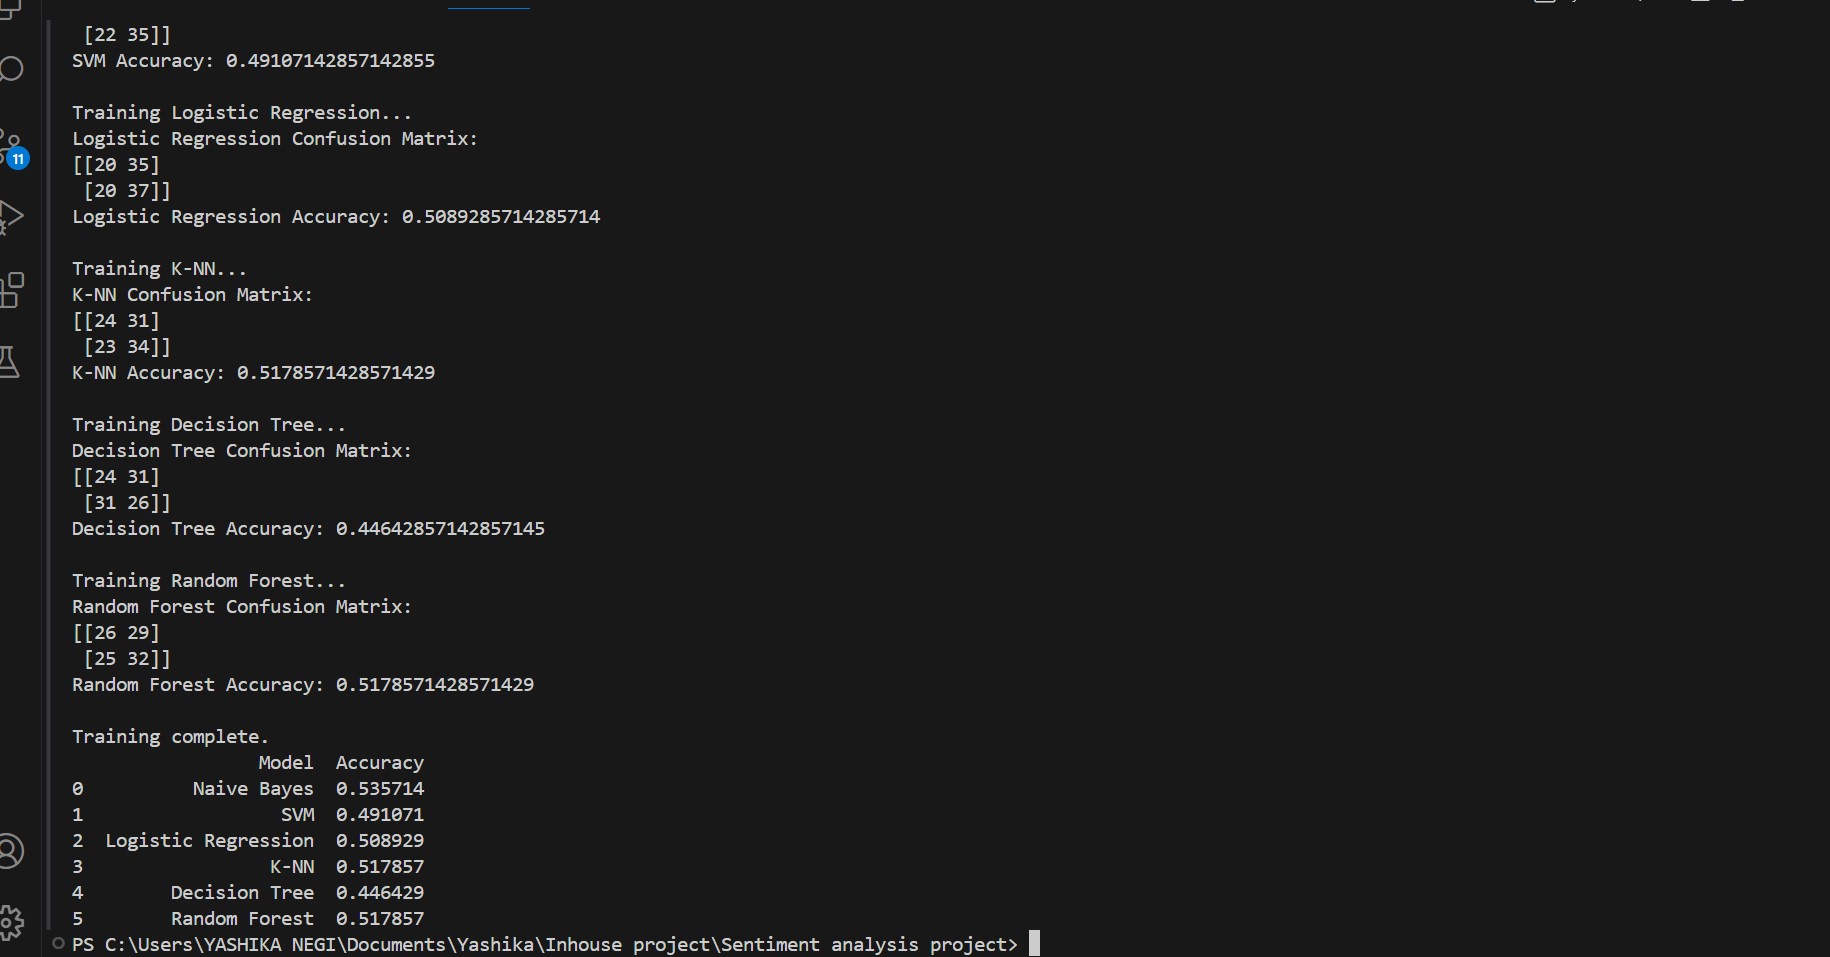 [22 35]]
SVM Accuracy: 0.49107142857142855
Training Logistic Regression...
Logistic Regression Confusion Matrix:
[[20 35]
[20 37]]
Logistic Regression Accuracy: 0.5089285714285714
11
Training K-NN...
K-NN Confusion Matrix:
[[24 31]
[23 34]]
K-NN Accuracy: 0.5178571428571429
Training Decision Tree...
Decision Tree Confusion Matrix:
[[24 31]
[31 26]]
Decision Tree Accuracy: 0.44642857142857145
Training Random Forest...
Random Forest Confusion Matrix:
[[26 29]
[25 32]]
Random Forest Accuracy: 0.5178571428571429
Training complete.
Model Accuracy
0 Naive Bayes 0.535714
1 SVM 0.491071
2 Logistic Regression 0.508929
3 K-NN 0.517857
4 Decision Tree 0.446429
5 Random Forest 0.517857
PS C:\Users\YASHIKA NEGI\Documents\Yashika\Inhouse project\Sentiment analysis project>